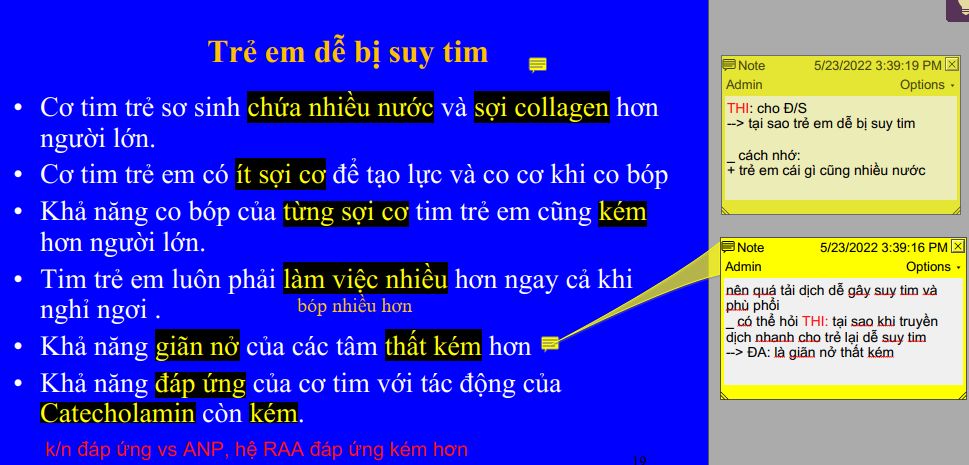 Trẻ em dễ bị suy tim
• Cơ tim trẻ sơ sinh chứa nhiều nước và sợi collagen hơn
người lớn.
• Cơ tim trẻ em có ít sợi cơ để tạo lực và co cơ khi co bóp
• Khả năng co bóp của từng sợi cơ tim trẻ em cũng kém
hơn người lớn.
• Tim trẻ em luôn phải làm việc nhiều hơn ngay cả khi
nghỉ ngơi .
bóp nhiều hơn
• Khả năng giãn nở của các tâm thất kém hơn
• Khả năng đáp ứng của cơ tim với tác động của
Catecholamin còn kém.
k/n đáp ứng vs ANP, hệ RAA đáp ứng kém hơn
19
Note 5/23/2022 3:39:19 PM
Admin Options
THI: cho Đ/S
--> tại sao trẻ em dễ bị suy tim
_ cách nhớ:
+ trẻ em cái gì cũng nhiều nước
Note 5/23/2022 3:39:16 PM
Admin Options
nên quá tải dịch dễ gây suy tim và
phù phổi
_ có thể hỏi THI: tại sao khi truyền
dịch nhanh cho trẻ lại dễ suy tim
--> ĐA: là giãn nở thất kém